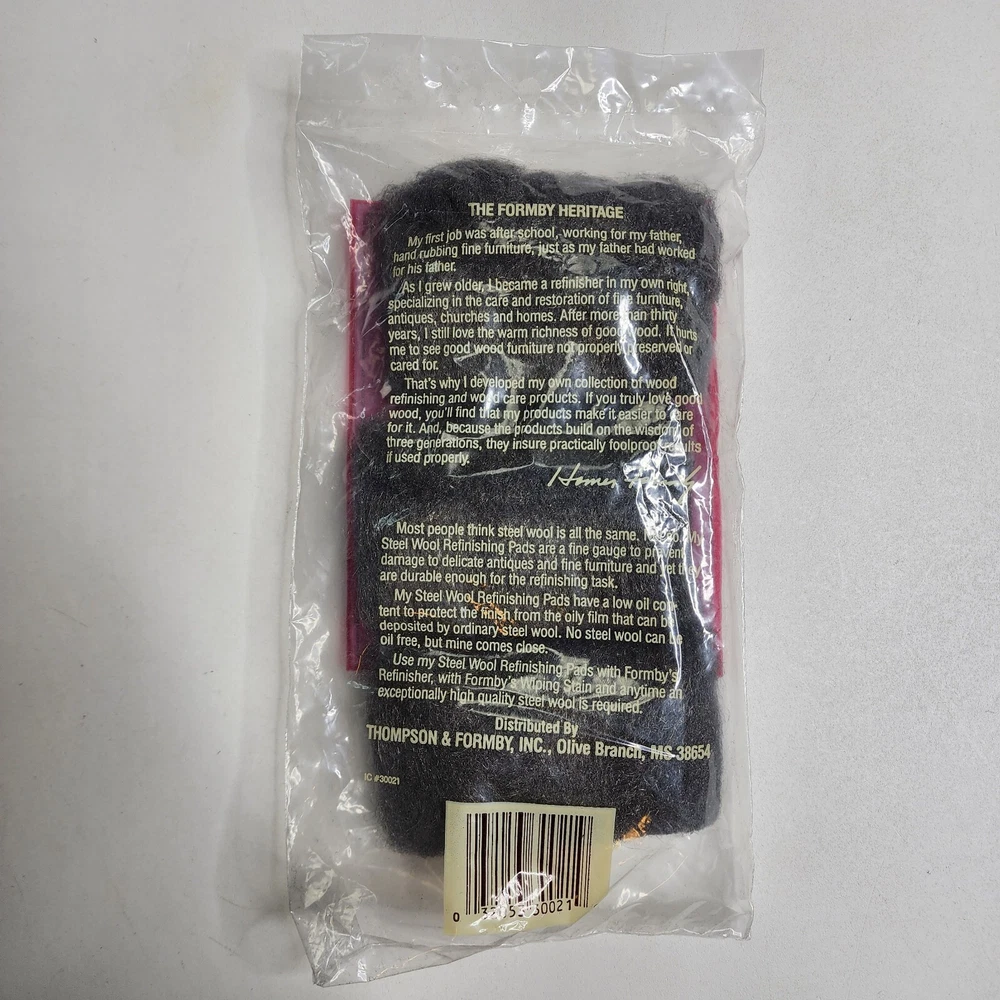 THE FORMBY HERITAGE
My first job was after school, working for my father,
hand rubbing fine furniture, just as my father had worked
for his father.
As I grew older, I became a refinisher in my own right,
specializing in the care and restoration of fine furniture,
antiques, churches and homes. After more than thirty
years, I still love the warm richness of good wood. It hurts
me to see good wood furniture not properly preserved or
cared for.
That's why I developed my own collection of wood
refinishing and wood care products. If you truly love good
wood, you'll find that my products make it easier to care
for it. And, because the products build on the wisdom of
three generations, they insure practically foolproof results
if used properly.
Homer Formby
Most people think steel wool is all the same. My
Steel Wool Refinishing Pads are a fine gauge to prevent
damage to delicate antiques and fine furniture and yet they
are durable enough for the refinishing task.
My Steel Wool Refinishing Pads have a low oil con-
tent to protect the finish from the oily film that can be
deposited by ordinary steel wool. No steel wool can be
oil free, but mine comes close.
Use my Steel Wool Refinishing Pads with Formby's
Refinisher, with Formby's Wiping Stain and anytime an
exceptionally high quality steel wool is required.
Distributed By
THOMPSON & FORMBY, INC., Olive Branch, MS 38654
IC #30021
0 30021